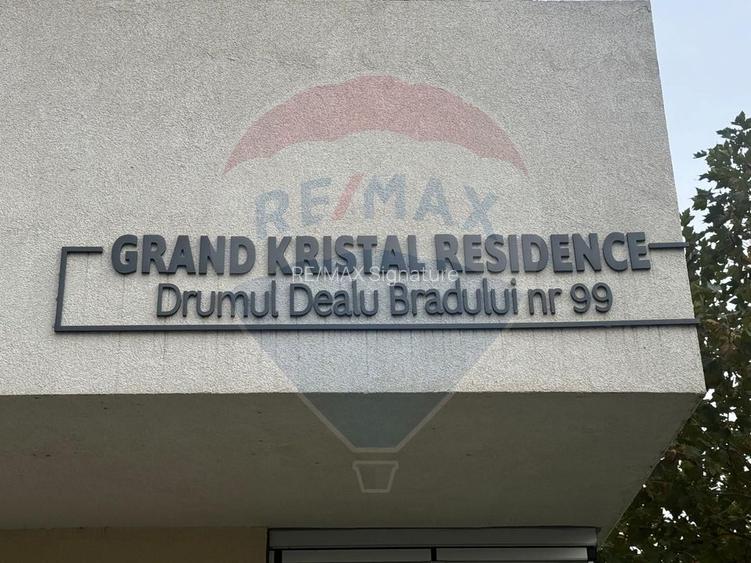 RE/MAX
GRAND KRISTAL RESIDENCE
RE/MAX Signature
Drumul Dealu Bradului nr 99